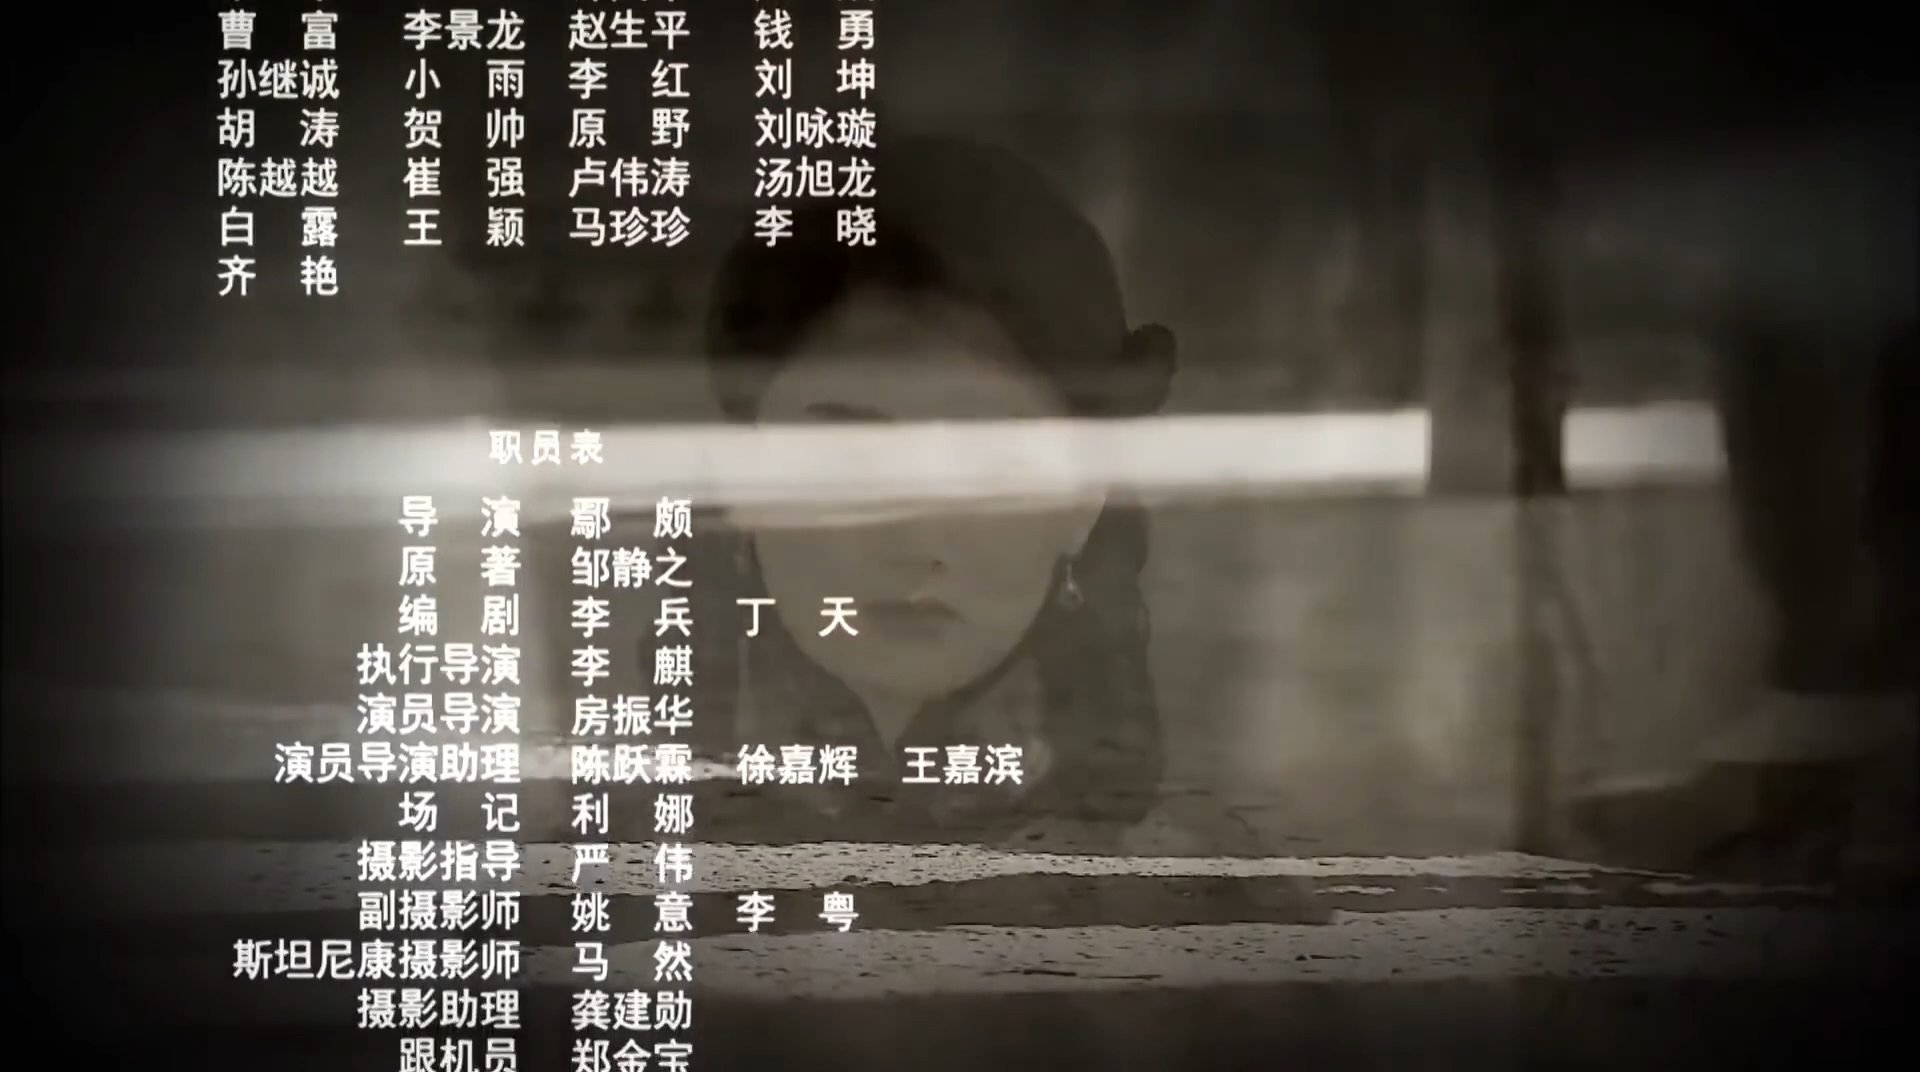 曹富 李景龙 赵生平 钱勇
孙继诚 小雨 李红 刘坤
胡涛 贺帅 原野 刘咏璇
陈越越 崔强 卢伟涛 汤旭龙
白露 王颖 马珍珍 李晓
齐艳
职员表
导演 鄢颇
原著 邹静之
编剧 李兵 丁天
执行导演 李麒
演员导演 房振华
演员导演助理 陈跃霖 徐嘉辉 王嘉滨
场记 利娜
摄影指导 严伟
副摄影师 姚意 李粤
斯坦尼康摄影师 马然
摄影助理 龚建勋
跟机员 郑金宝